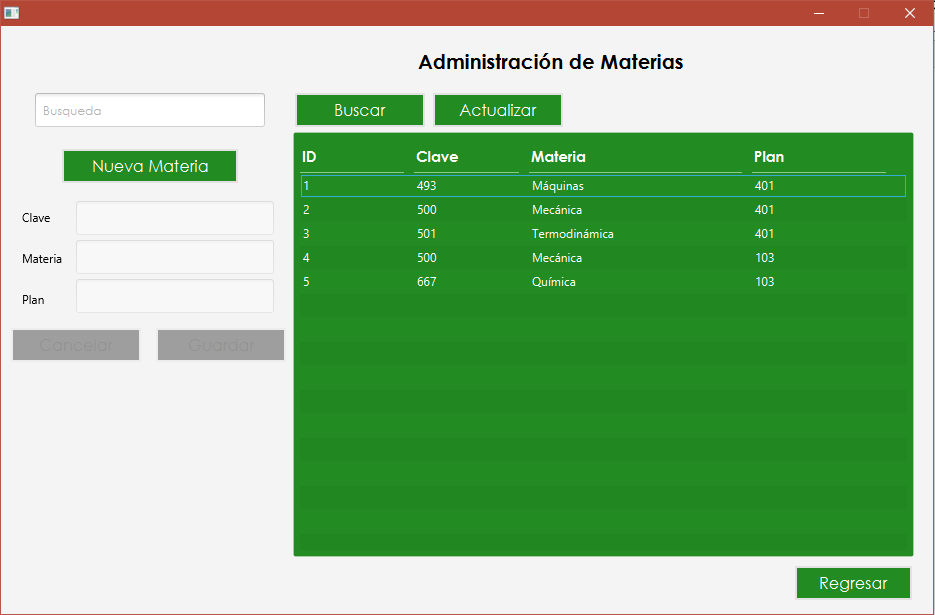 Administración de Materias
Busqueda
Buscar
Actualizar
Nueva Materia
Clave
Materia
Plan
Cancelar
Guardar
ID Clave Materia Plan
1 493 Máquinas 401
2 500 Mecánica 401
3 501 Termodinámica 401
4 500 Mecánica 103
5 667 Química 103
Regresar